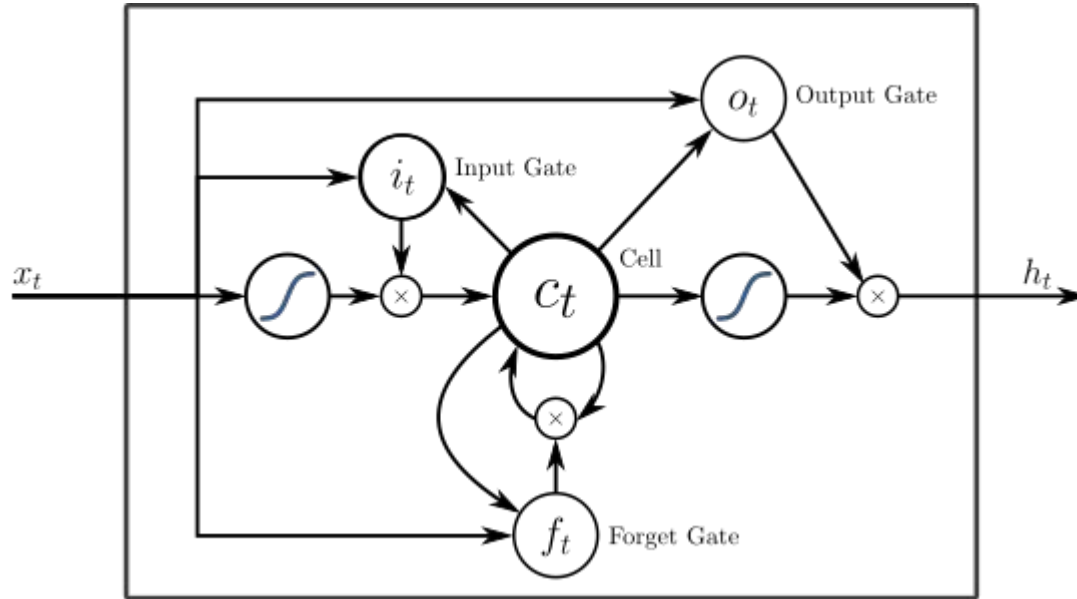 o_t Output Gate
i_t Input Gate
x_t
Cell
c_t
h_t
×
×
×
f_t Forget Gate